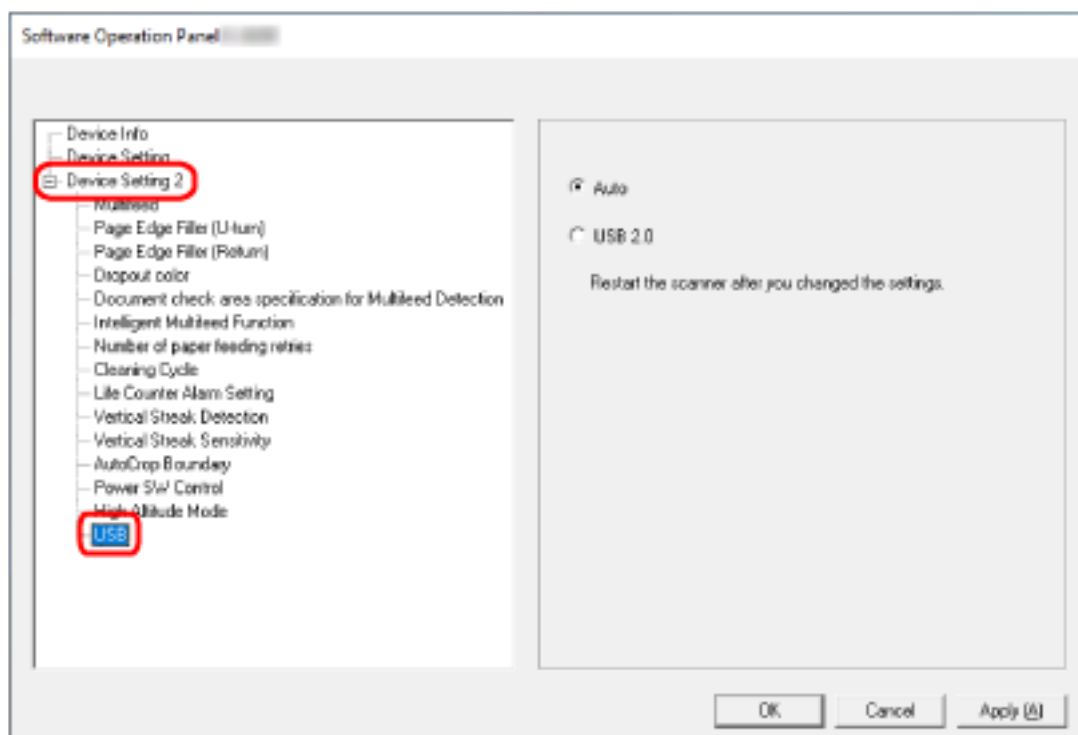 Software Operation Panel
Device Info
Device Setting
Device Setting 2
Multifeed
Page Edge Filler (U-turn)
Page Edge Filler (Return)
Dropout color
Document check area specification for Multifeed Detection
Intelligent Multifeed Function
Number of paper feeding retries
Cleaning Cycle
Life Counter Alarm Setting
Vertical Streak Detection
Vertical Streak Sensitivity
AutoCrop Boundary
Power SW Control
High Altitude Mode
USB
Auto
USB 2.0
Restart the scanner after you changed the settings.
OK
Cancel
Apply (A)